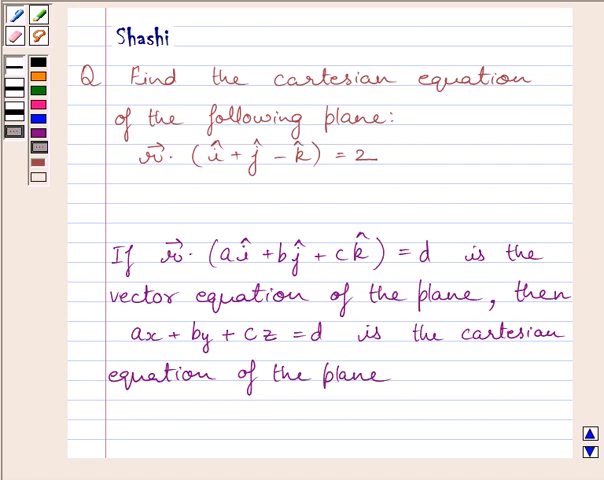 Shashi
Q Find the cartesian equation
of the following plane:
r⃗ · (î + ĵ − k̂) = 2
If r⃗ · (aî + bĵ + ck̂) = d is the
vector equation of the plane, then
ax + by + cz = d is the cartesian
equation of the plane